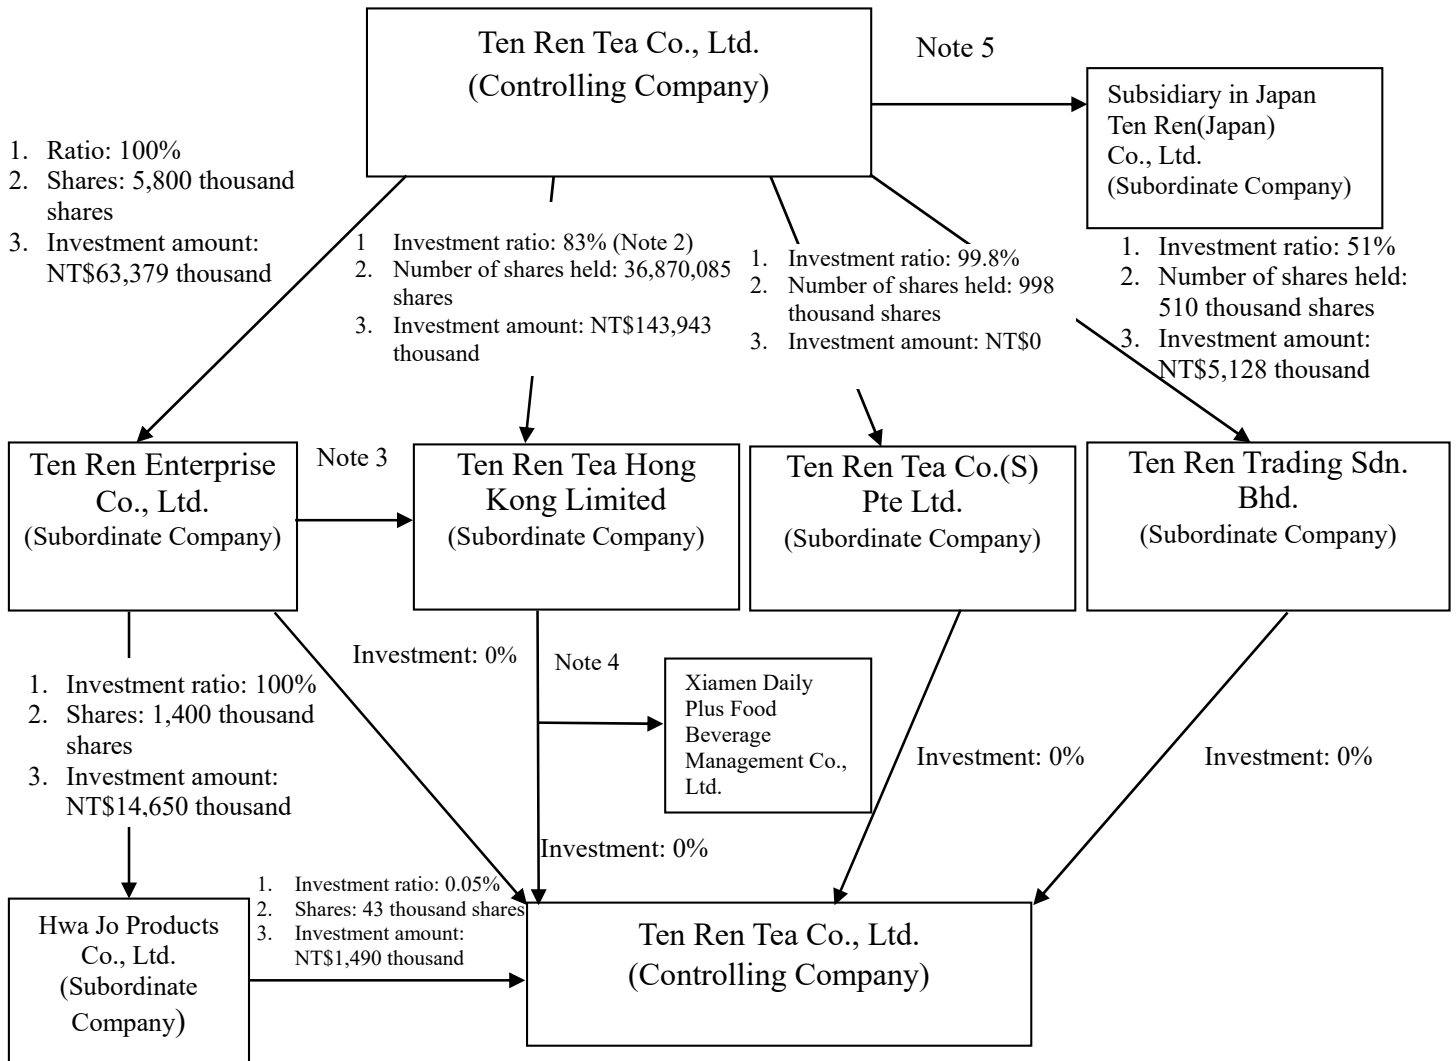 Ten Ren Tea Co., Ltd.
(Controlling Company)
Note 5
Subsidiary in Japan
Ten Ren(Japan)
Co., Ltd.
(Subordinate Company)
1. Ratio: 100%
2. Shares: 5,800 thousand
shares
3. Investment amount:
NT$63,379 thousand
1 Investment ratio: 83% (Note 2)
2. Number of shares held: 36,870,085
shares
3. Investment amount: NT$143,943
thousand
1. Investment ratio: 99.8%
2. Number of shares held: 998
thousand shares
3. Investment amount: NT$0
1. Investment ratio: 51%
2. Number of shares held:
510 thousand shares
3. Investment amount:
NT$5,128 thousand
Ten Ren Enterprise
Co., Ltd.
(Subordinate Company)
Note 3
Ten Ren Tea Hong
Kong Limited
(Subordinate Company)
Ten Ren Tea Co.(S)
Pte Ltd.
(Subordinate Company)
Ten Ren Trading Sdn.
Bhd.
(Subordinate Company)
1. Investment ratio: 100%
2. Shares: 1,400 thousand
shares
3. Investment amount:
NT$14,650 thousand
Investment: 0%
Note 4
Xiamen Daily
Plus Food
Beverage
Management Co.,
Ltd.
Investment: 0%
Investment: 0%
Investment: 0%
Hwa Jo Products
Co., Ltd.
(Subordinate
Company)
1. Investment ratio: 0.05%
2. Shares: 43 thousand shares
3. Investment amount:
NT$1,490 thousand
Ten Ren Tea Co., Ltd.
(Controlling Company)